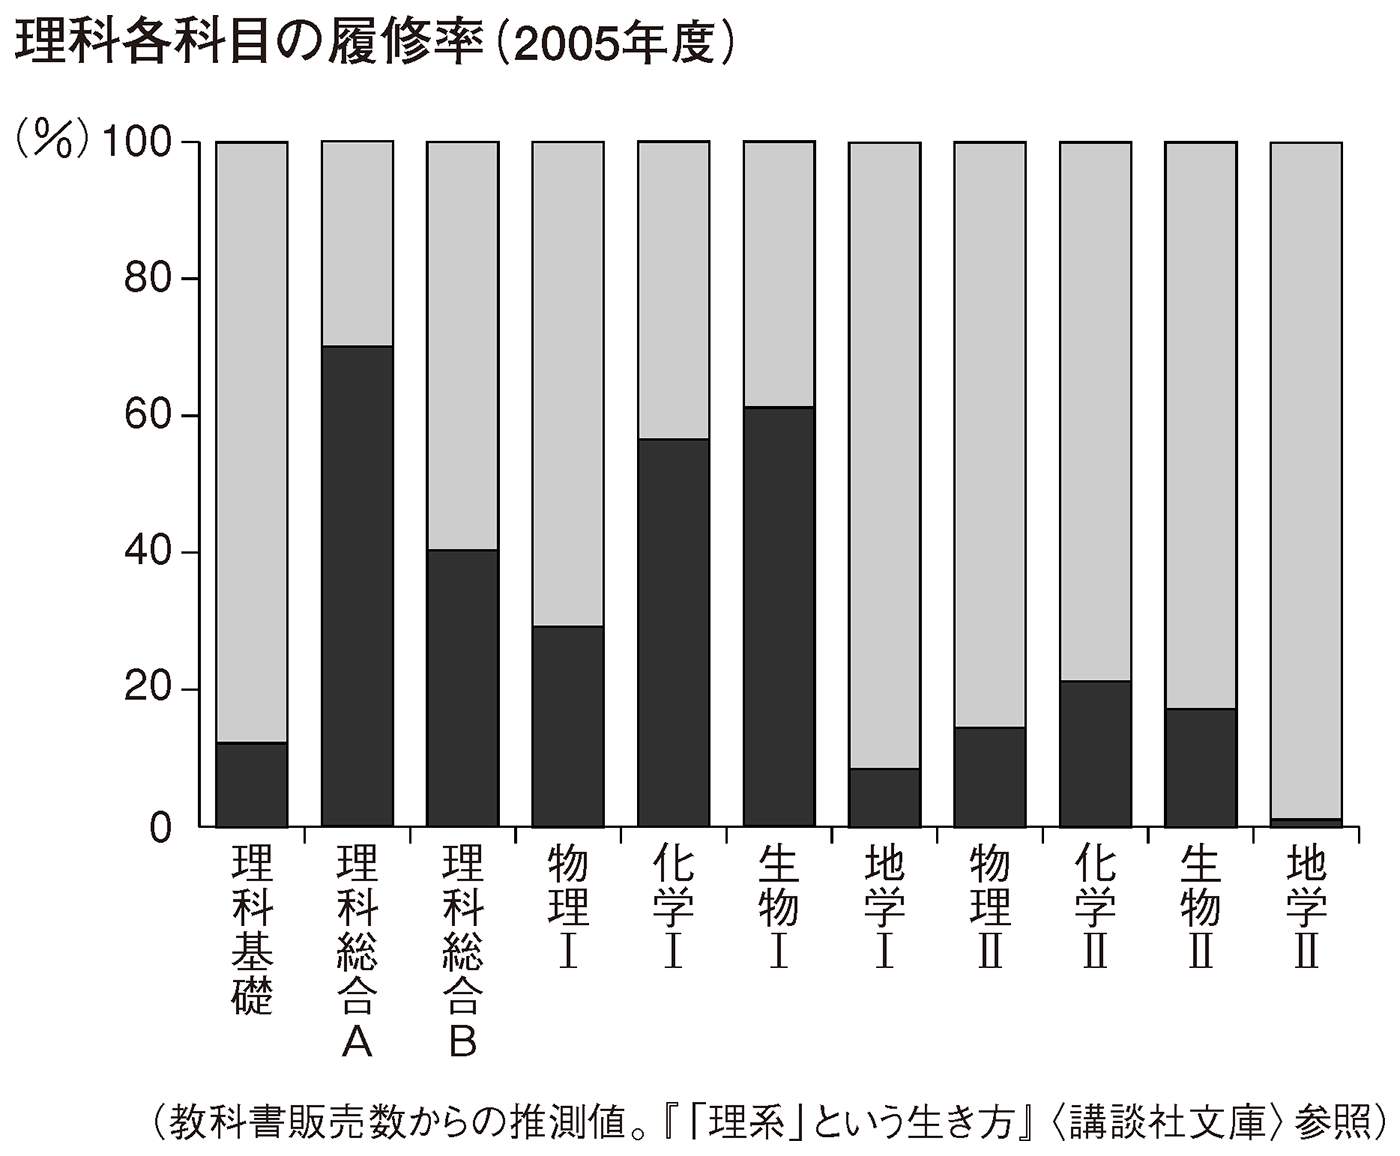 理科各科目の履修率(2005年度)
(%)
100
80
60
40
20
0
理科基礎
理科総合A
理科総合B
物理Ⅰ
化学Ⅰ
生物Ⅰ
地学Ⅰ
物理Ⅱ
化学Ⅱ
生物Ⅱ
地学Ⅱ
(教科書販売数からの推測値。『「理系」という生き方』〈講談社文庫〉参照)